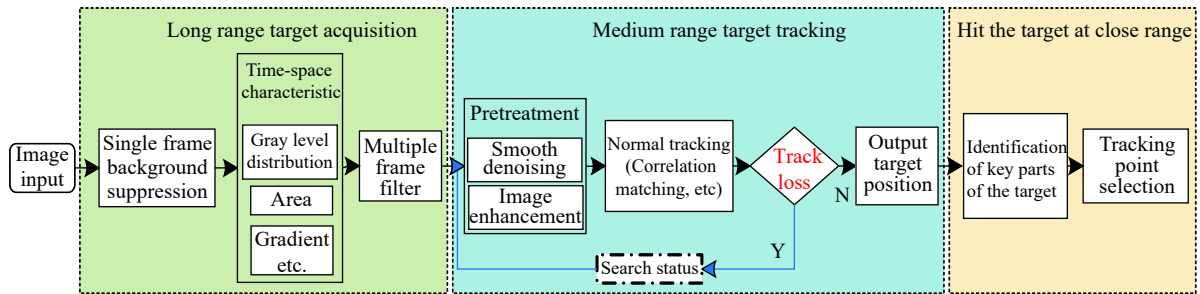 Long range target acquisition
Medium range target tracking
Hit the target at close range
Image
input
Single frame
background
suppression
Time-space
characteristic
Gray level
distribution
Area
Gradient
etc.
Multiple
frame
filter
Pretreatment
Smooth
denoising
Image
enhancement
Normal tracking
(Correlation
matching, etc)
Track
loss
N
Y
Search status
Output
target
position
Identification
of key parts
of the target
Tracking
point
selection